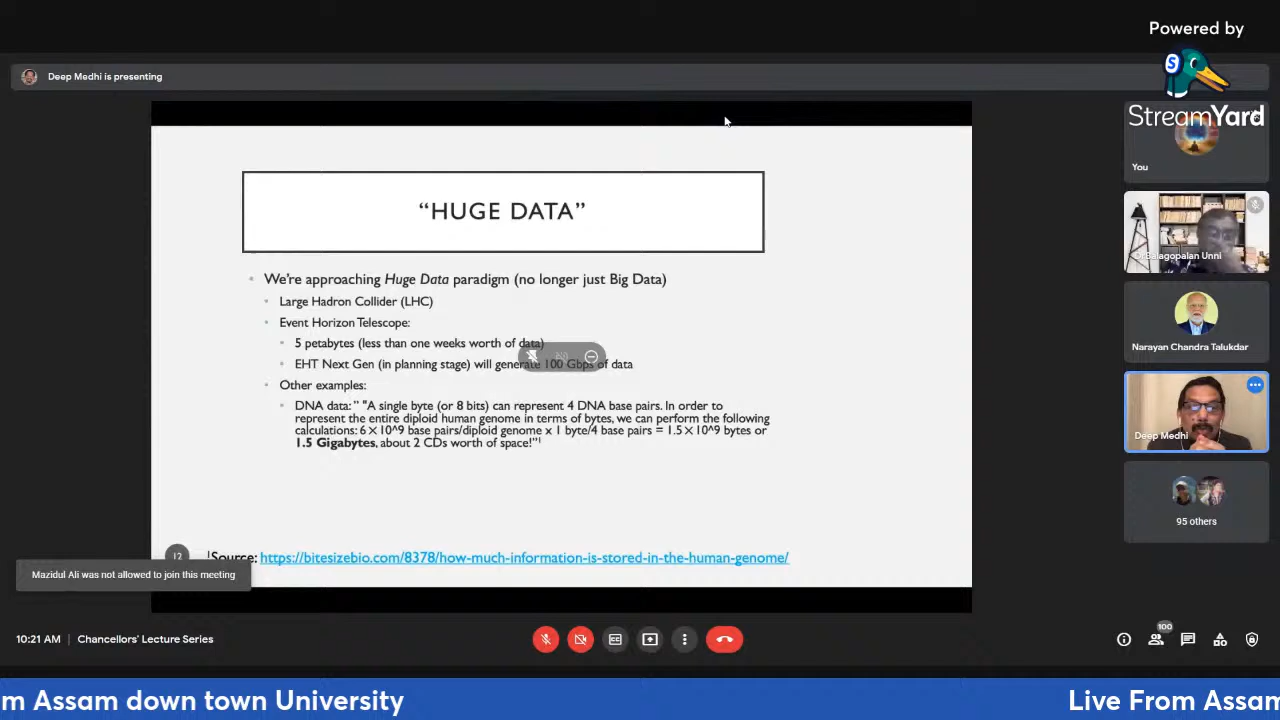 Powered by
StreamYard
Deep Medhi is presenting
“HUGE DATA”
We’re approaching Huge Data paradigm (no longer just Big Data)
Large Hadron Collider (LHC)
Event Horizon Telescope:
5 petabytes (less than one weeks worth of data)
EHT Next Gen (in planning stage) will generate 100 Gbps of data
Other examples:
DNA data: ” "A single byte (or 8 bits) can represent 4 DNA base pairs. In order to
represent the entire diploid human genome in terms of bytes, we can perform the following
calculations: 6×10^9 base pairs/diploid genome x 1 byte/4 base pairs = 1.5×10^9 bytes or
1.5 Gigabytes, about 2 CDs worth of space!”1
12
1Source: https://bitesizebio.com/8378/how-much-information-is-stored-in-the-human-genome/
Mazidul Ali was not allowed to join this meeting
You
Balagopalan Unni
Narayan Chandra Talukdar
Deep Medhi
95 others
10:21 AM | Chancellors' Lecture Series
100
m Assam down town University
Live From Assam